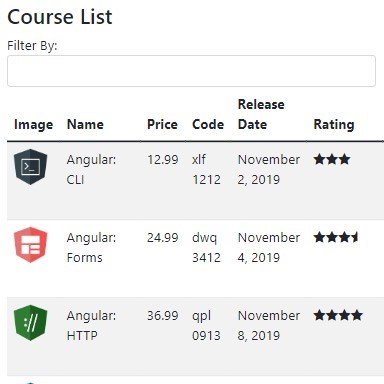 Course List
Filter By:
Release
Image Name Price Code Date Rating
Angular: 12.99 xlf November
CLI 1212 2, 2019
Angular: 24.99 dwq November
Forms 3412 4, 2019
://
Angular: 36.99 qpl November
HTTP 0913 8, 2019